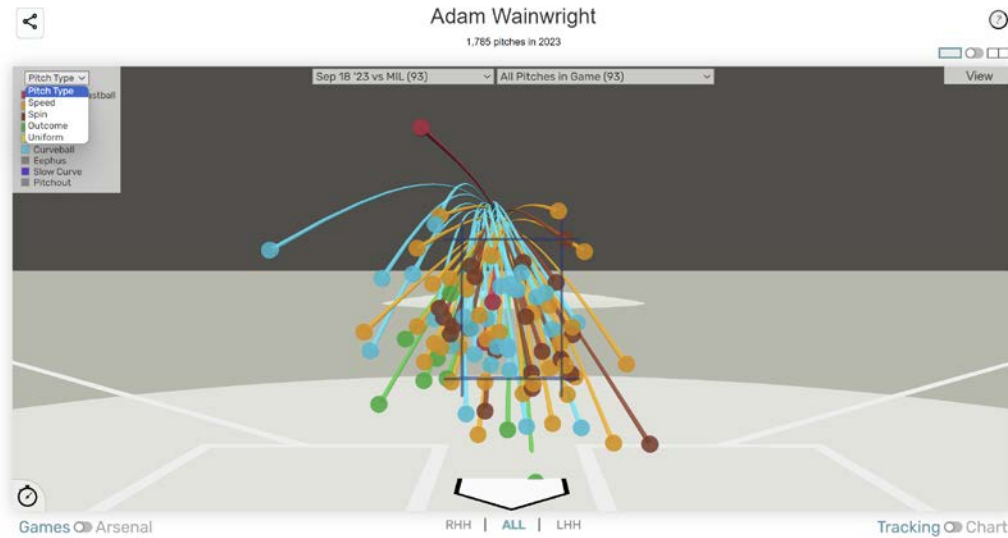 Adam Wainwright
1,785 pitches in 2023
?
Pitch Type
Sep 18 '23 vs MIL (93)
All Pitches in Game (93)
View
Pitch Type
Speed
Spin
Outcome
Uniform
Curveball
Eephus
Slow Curve
Pitchout
Games Arsenal
RHH | ALL | LHH
Tracking Chart